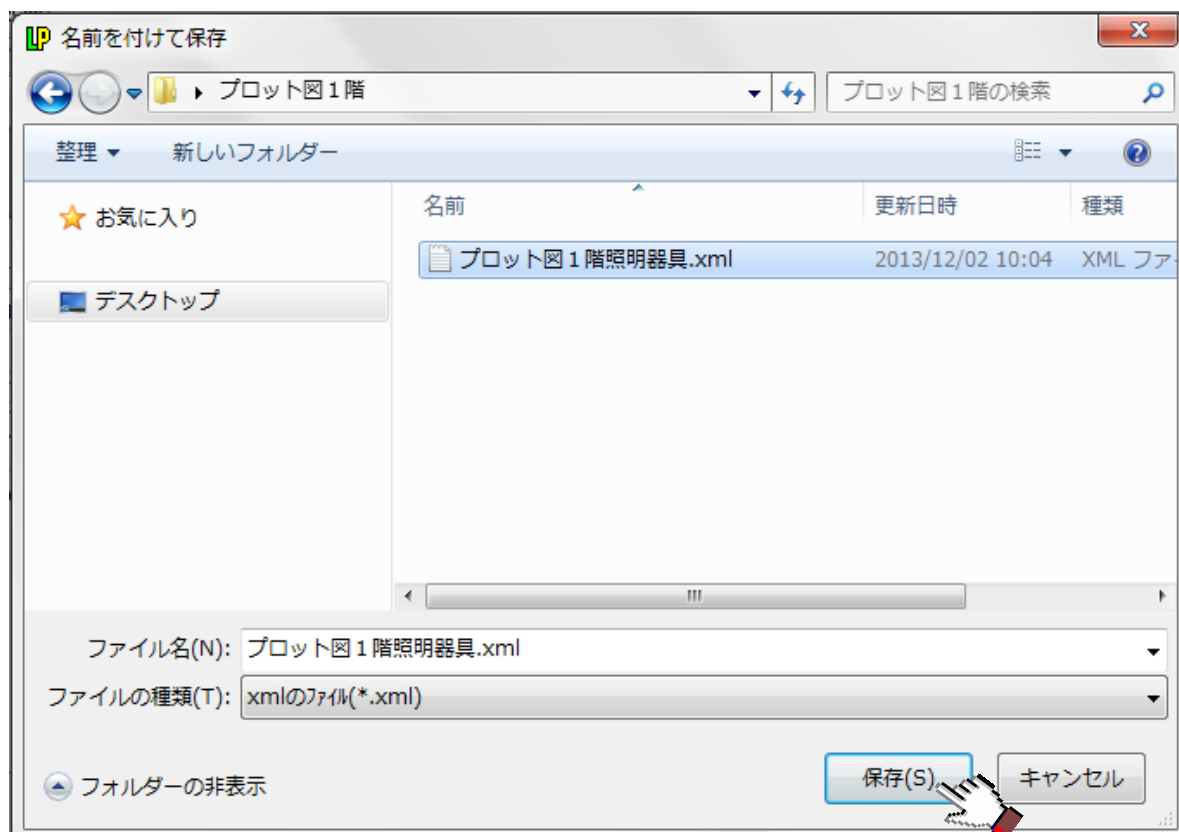 LP 名前を付けて保存
プロット図1階
プロット図1階の検索
整理 新しいフォルダー
名前 更新日時 種類
お気に入り
プロット図1階照明器具.xml 2013/12/02 10:04 XML ファ
デスクトップ
ファイル名(N): プロット図1階照明器具.xml
ファイルの種類(T): xmlのファイル(*.xml)
フォルダーの非表示
保存(S) キャンセル